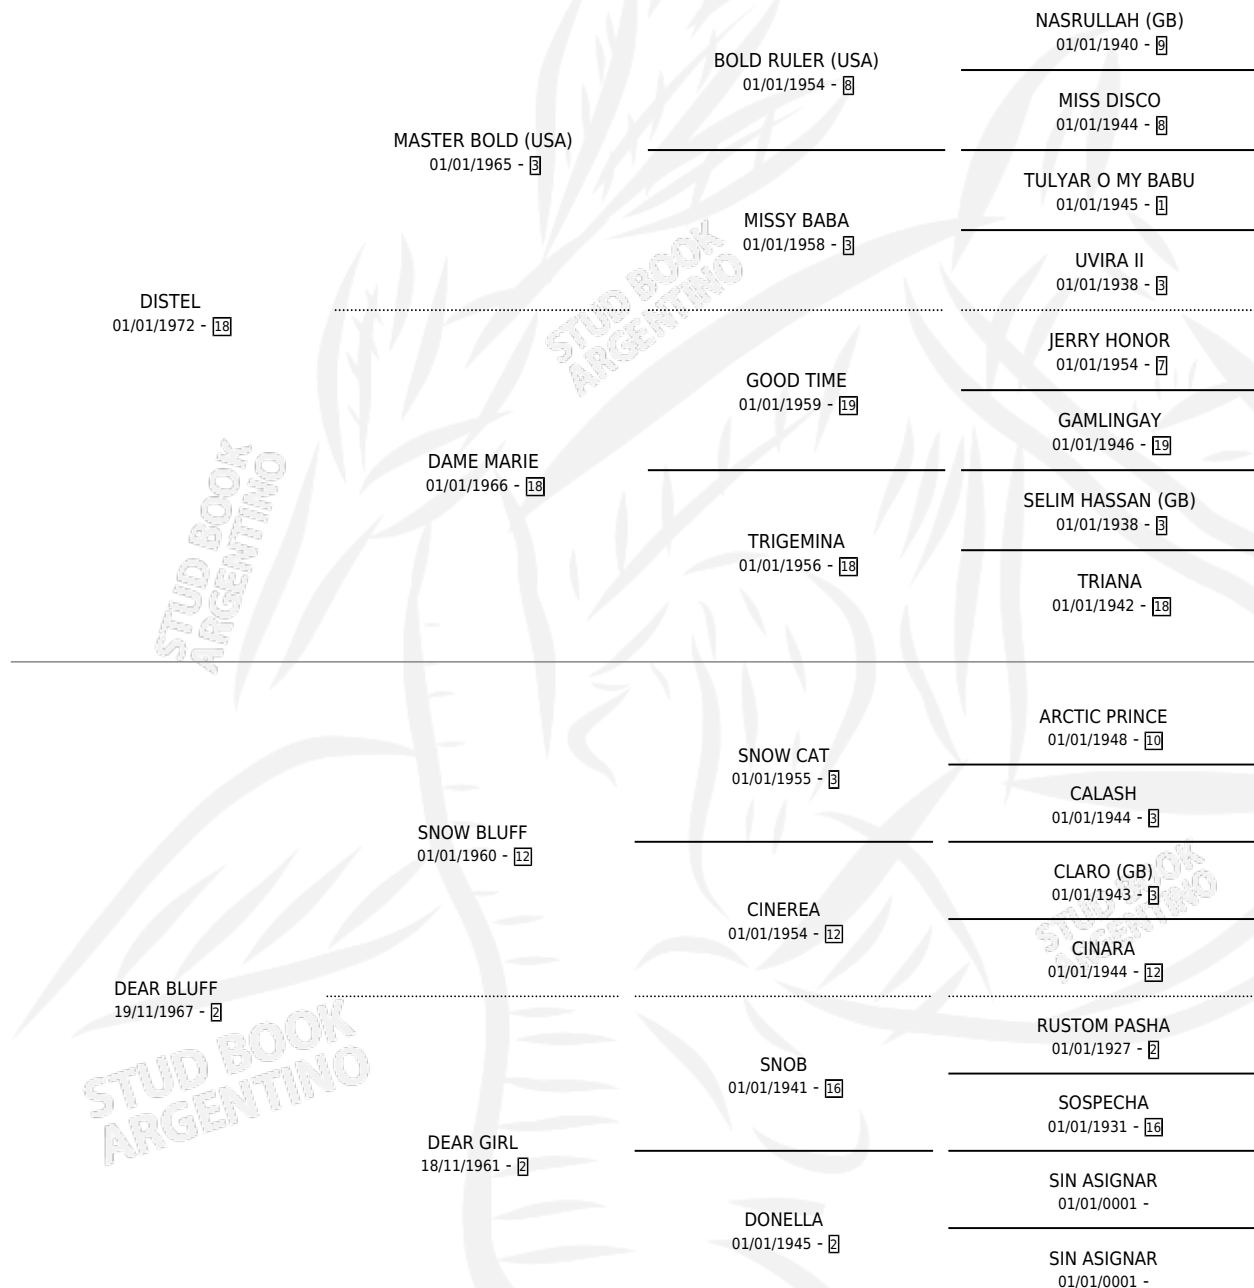 NASRULLAH (GB)
01/01/1940 - 9
BOLD RULER (USA)
01/01/1954 - 8
MISS DISCO
01/01/1944 - 8
MASTER BOLD (USA)
01/01/1965 - 3
TULYAR O MY BABU
01/01/1945 - 1
MISSY BABA
01/01/1958 - 3
UVIRA II
01/01/1938 - 3
DISTEL
01/01/1972 - 18
JERRY HONOR
01/01/1954 - 7
GOOD TIME
01/01/1959 - 19
GAMLINGAY
01/01/1946 - 19
DAME MARIE
01/01/1966 - 18
SELIM HASSAN (GB)
01/01/1938 - 3
TRIGEMINA
01/01/1956 - 18
TRIANA
01/01/1942 - 18
ARCTIC PRINCE
01/01/1948 - 10
SNOW CAT
01/01/1955 - 3
CALASH
01/01/1944 - 3
SNOW BLUFF
01/01/1960 - 12
CLARO (GB)
01/01/1943 - 3
CINEREA
01/01/1954 - 12
CINARA
01/01/1944 - 12
DEAR BLUFF
19/11/1967 - 2
RUSTOM PASHA
01/01/1927 - 2
SNOB
01/01/1941 - 16
SOSPECHA
01/01/1931 - 16
DEAR GIRL
18/11/1961 - 2
SIN ASIGNAR
01/01/0001 -
DONELLA
01/01/1945 - 2
SIN ASIGNAR
01/01/0001 -
STUD BOOK
ARGENTINO
STUD BOOK
ARGENTINO
STUD BOOK
ARGENTINO
STUD BOOK
ARGENTINO